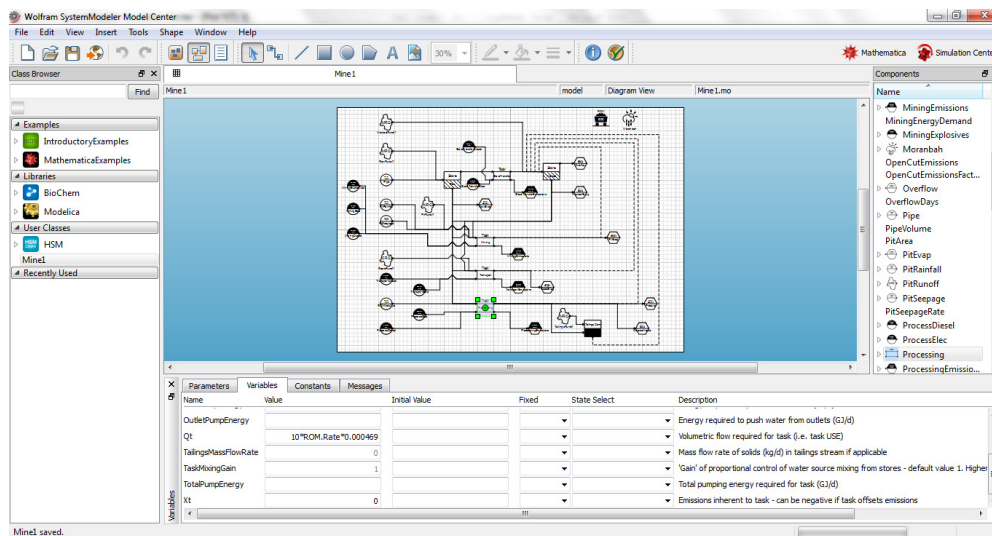 Wolfram SystemModeler Model Center
File Edit View Insert Tools Shape Window Help
30%
Mathematica
Simulation Cente
Class Browser
Find
Examples
IntroductoryExamples
MathematicaExamples
Libraries
BioChem
Modelica
User Classes
HSM
Mine1
Recently Used
Mine1
Mine1 model Diagram View Mine1.mo
Components
Name
MiningEmissions
MiningEnergyDemand
MiningExplosives
Moranbah
OpenCutEmissions
OpenCutEmissionsFact...
Overflow
OverflowDays
Pipe
PipeVolume
PitArea
PitEvap
PitRainfall
PitRunoff
PitSeepage
PitSeepageRate
ProcessDiesel
ProcessElec
Processing
ProcessingEmissio...
Parameters Variables Constants Messages
Name Value Initial Value Fixed State Select Description
OutletPumpEnergy Energy required to push water from outlets (GJ/d)
Qt 10*ROM.Rate*0.000469 Volumetric flow required for task (i.e. task USE)
TailingsMassFlowRate 0 Mass flow rate of solids (kg/d) in tailings stream if applicable
TaskMixingGain 1 'Gain' of proportional control of water source mixing from stores - default value 1. Higher
TotalPumpEnergy Total pumping energy required for task (GJ/d)
Xt 0 Emissions inherent to task - can be negative if task offsets emissions
Variables
Mine1 saved.